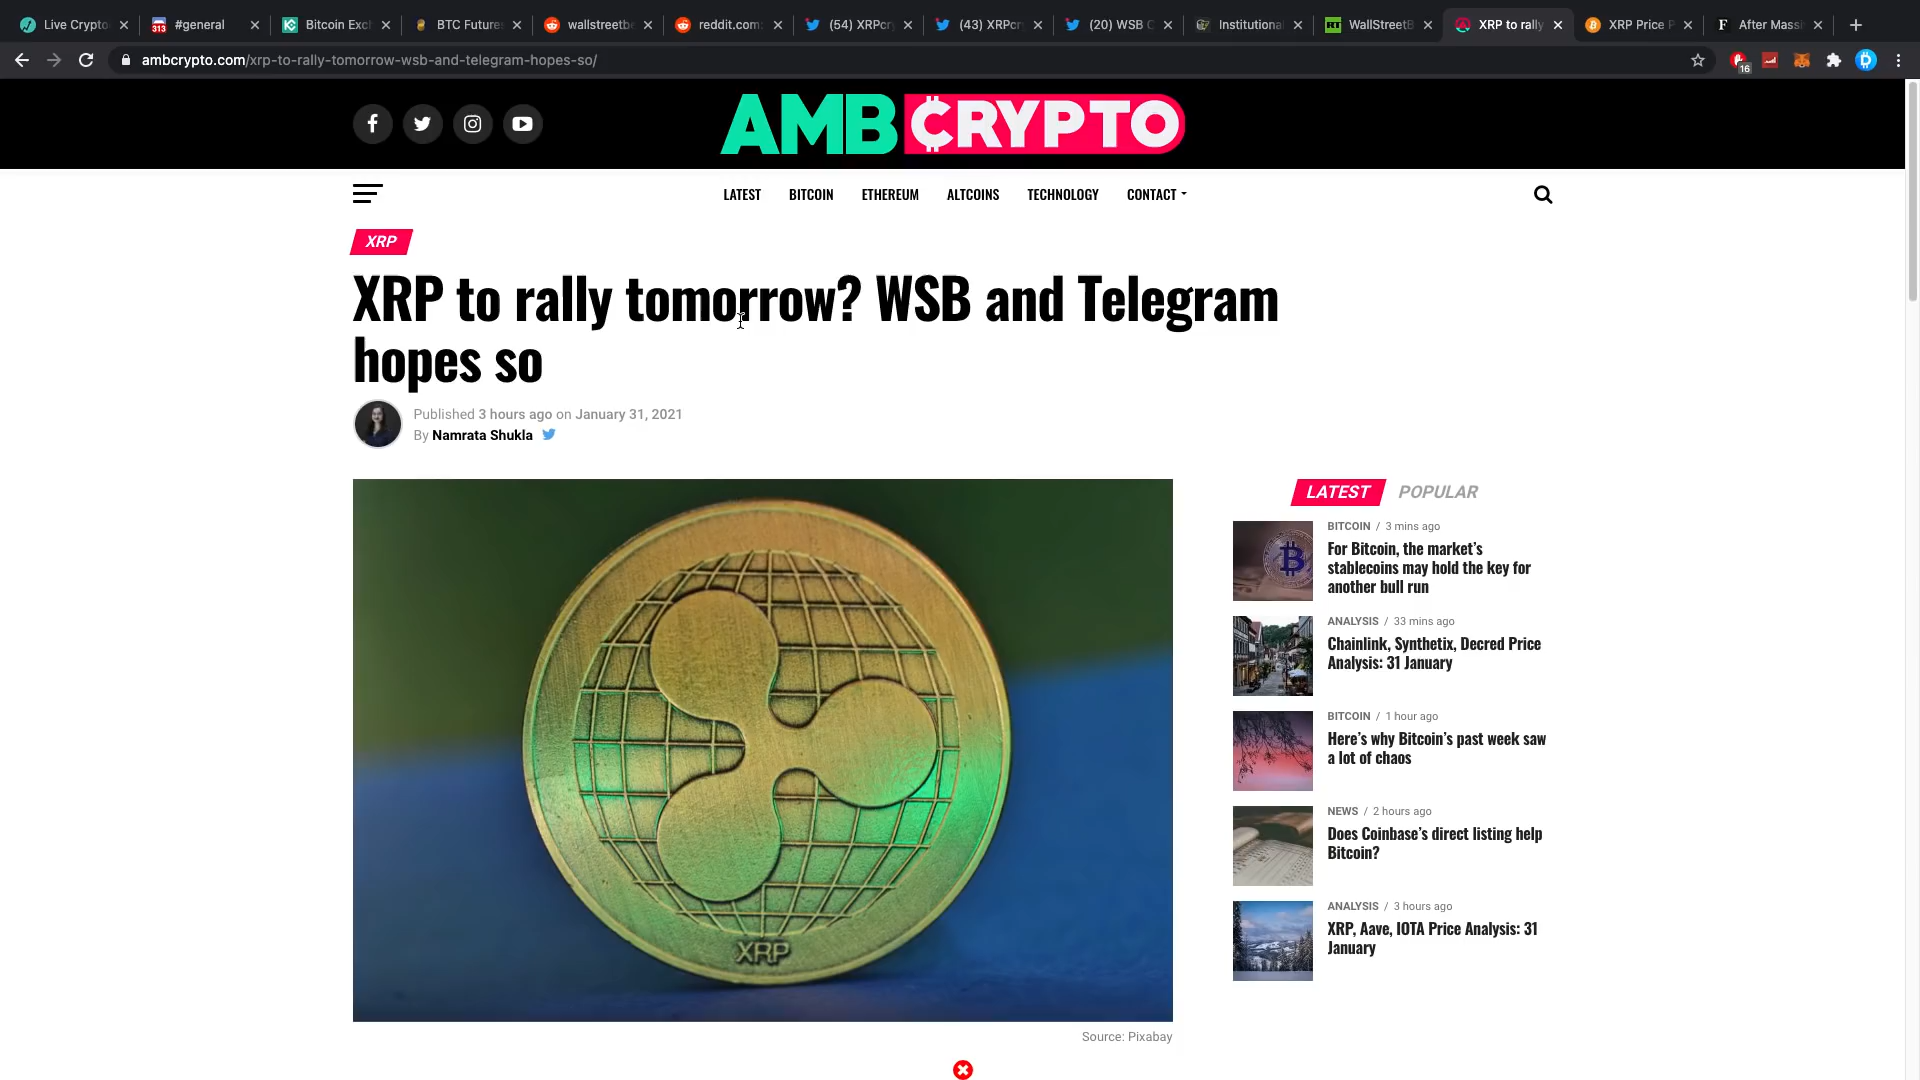 Live Crypto
#general
Bitcoin Exc
BTC Future
wallstreetb
reddit.com
(54) XRPcr
(43) XRPcr
(20) WSB C
Institutiona
WallStreetB
XRP to rally
XRP Price P
After Massi
ambcrypto.com/xrp-to-rally-tomorrow-wsb-and-telegram-hopes-so/
16
AMBCRYPTO
LATEST BITCOIN ETHEREUM ALTCOINS TECHNOLOGY CONTACT
XRP
XRP to rally tomorrow? WSB and Telegram
hopes so
Published 3 hours ago on January 31, 2021
By Namrata Shukla
XRP
Source: Pixabay
LATEST POPULAR
BITCOIN / 3 mins ago
For Bitcoin, the market's
stablecoins may hold the key for
another bull run
ANALYSIS / 33 mins ago
Chainlink, Synthetix, Decred Price
Analysis: 31 January
BITCOIN / 1 hour ago
Here's why Bitcoin's past week saw
a lot of chaos
NEWS / 2 hours ago
Does Coinbase's direct listing help
Bitcoin?
ANALYSIS / 3 hours ago
XRP, Aave, IOTA Price Analysis: 31
January